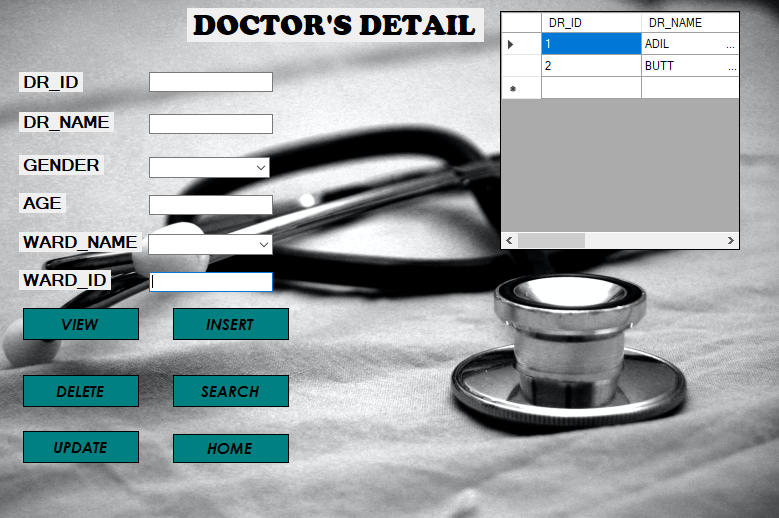 DOCTOR'S DETAIL
DR_ID DR_NAME
1 ADIL ...
2 BUTT ...
DR_ID
DR_NAME
GENDER
AGE
WARD_NAME
WARD_ID
VIEW INSERT
DELETE SEARCH
UPDATE HOME